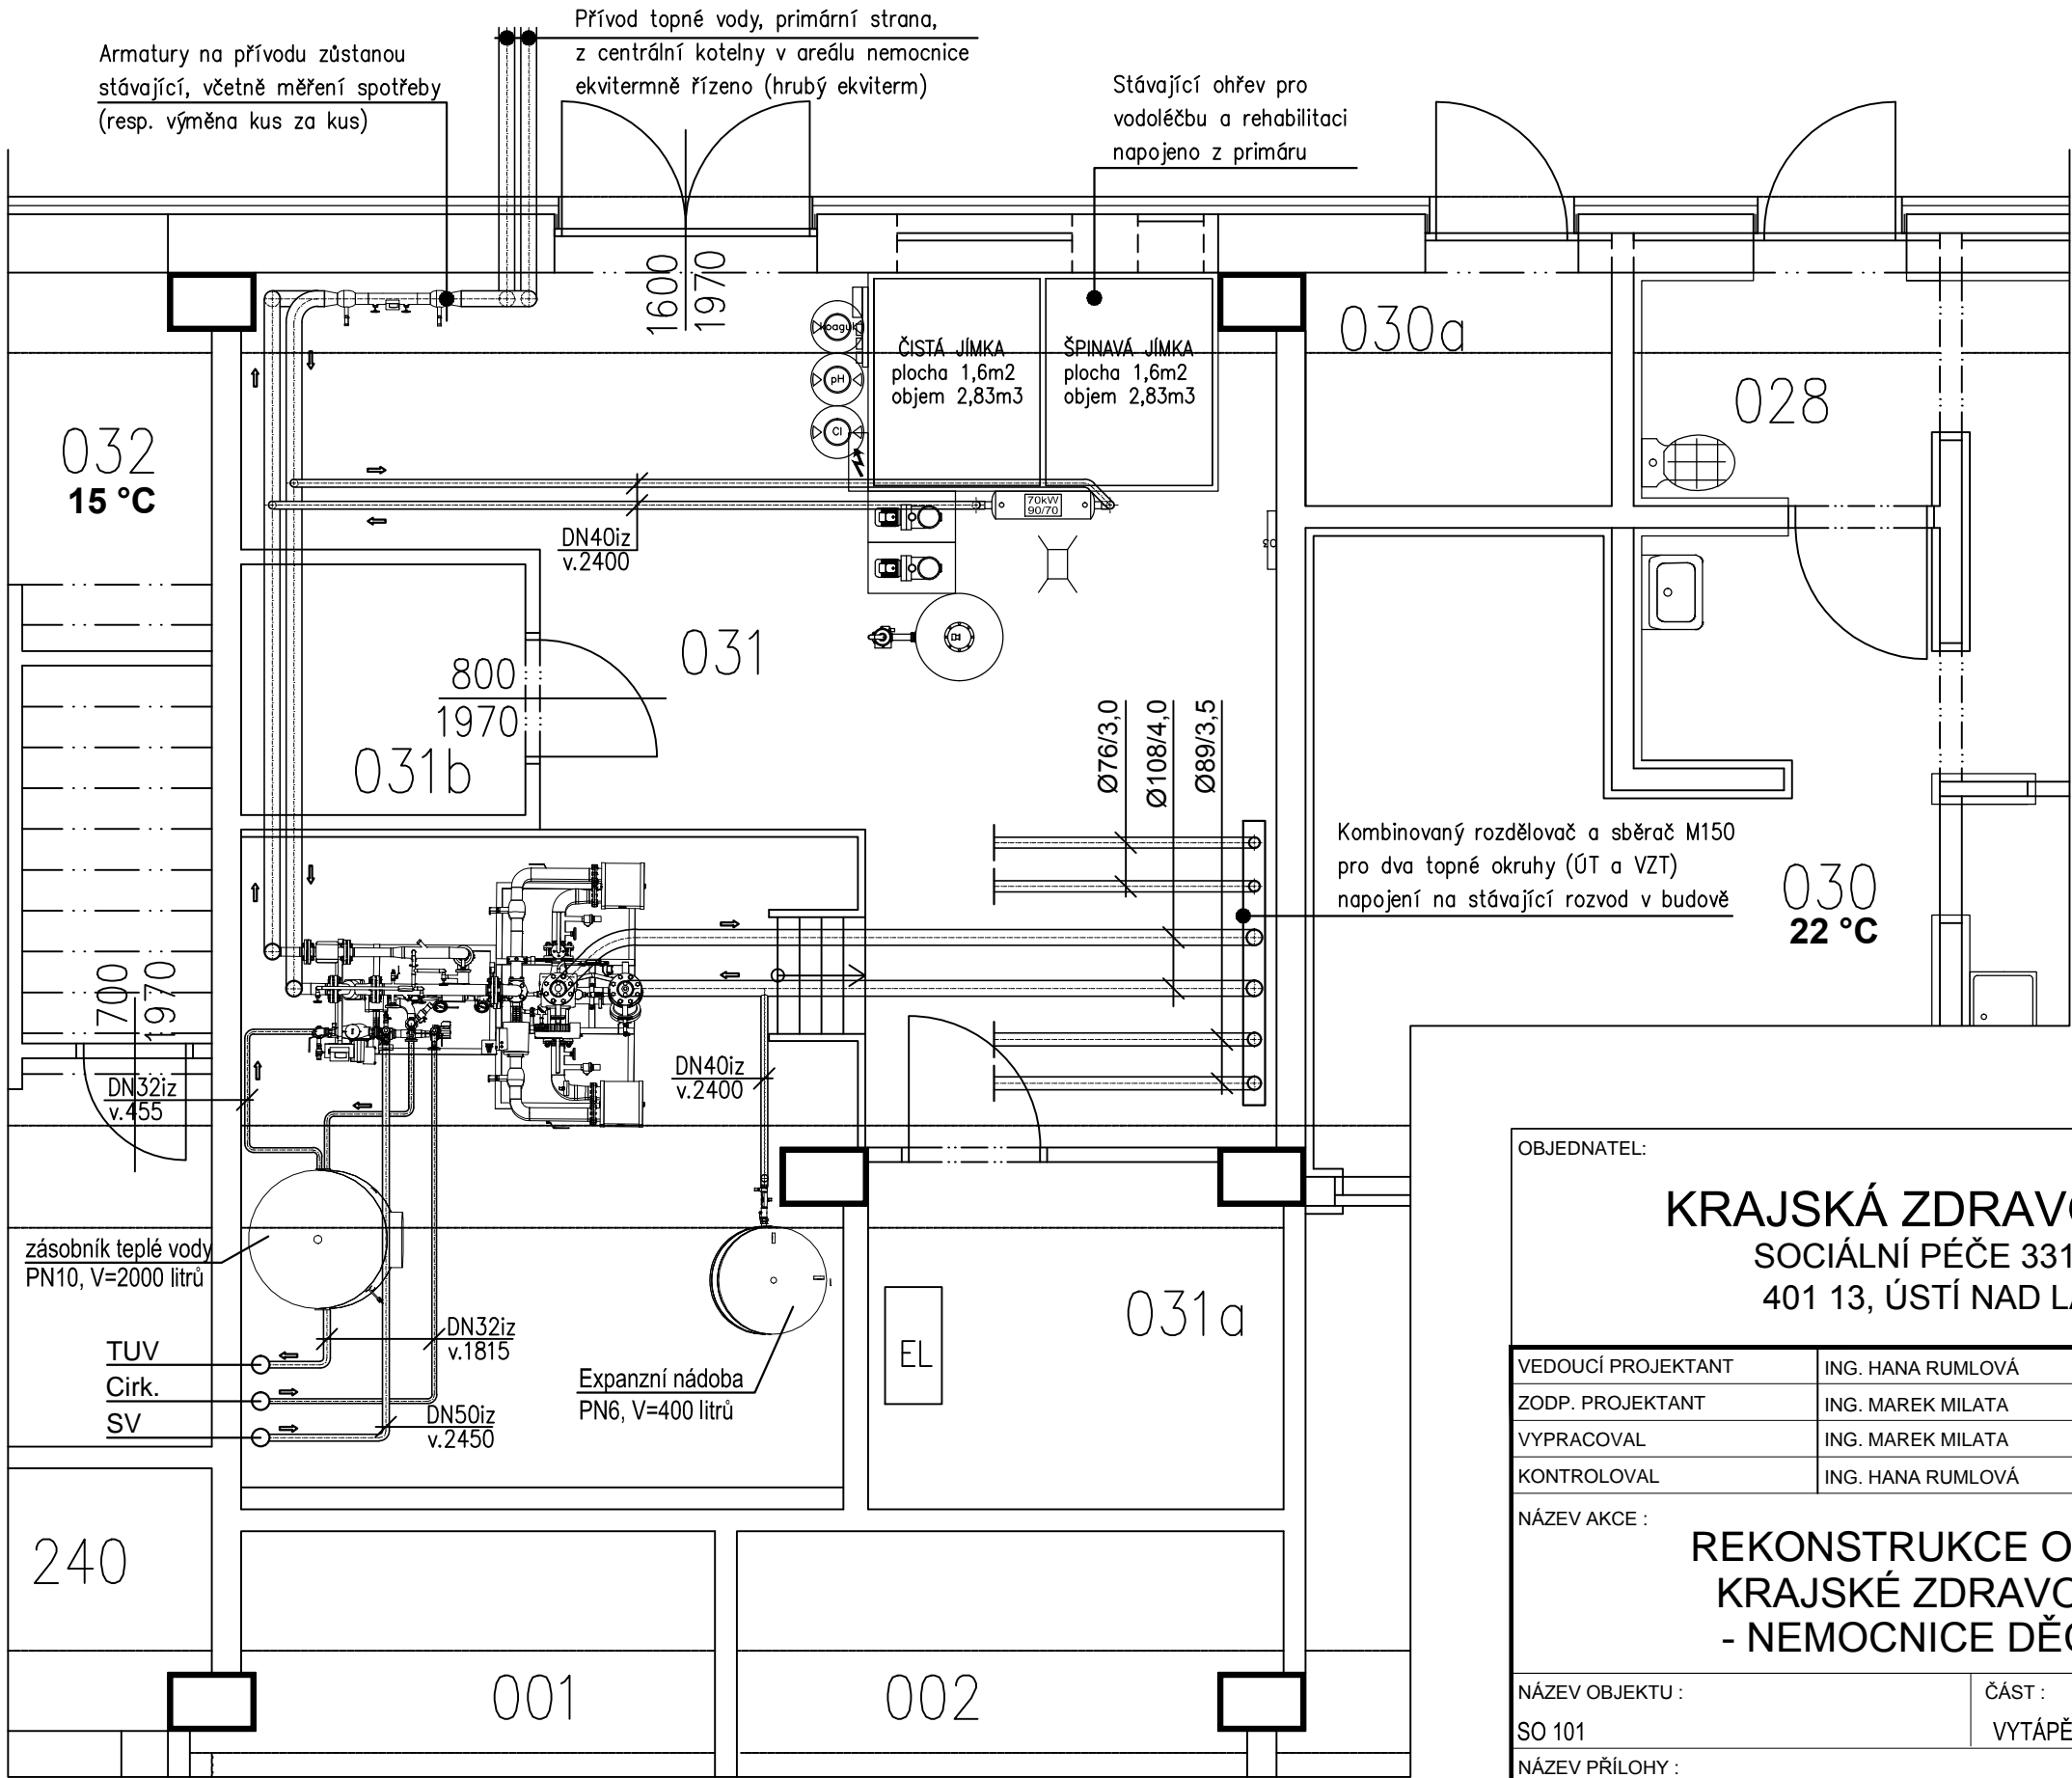 Přívod topné vody, primární strana,
z centrální kotelny v areálu nemocnice
ekvitermně řízeno (hrubý ekviterm)
Armatury na přívodu zůstanou
stávající, včetně měření spotřeby
(resp. výměna kus za kus)
Stávající ohřev pro
vodoléčbu a rehabilitaci
napojeno z primáru
1600
1970
koagul
pH
Cl
ČISTÁ JÍMKA
plocha 1,6m2
objem 2,83m3
ŠPINAVÁ JÍMKA
plocha 1,6m2
objem 2,83m3
030a
028
032
15 °C
70kW
90/70
DN40iz
v.2400
031
800
1970
031b
Ø76/3,0
Ø108/4,0
Ø89/3,5
Kombinovaný rozdělovač a sběrač M150
pro dva topné okruhy (ÚT a VZT)
napojení na stávající rozvod v budově
030
22 °C
700
1970
DN32iz
v.455
DN40iz
v.2400
zásobník teplé vody
PN10, V=2000 litrů
DN32iz
v.1815
TUV
Cirk.
SV
DN50iz
v.2450
Expanzní nádoba
PN6, V=400 litrů
EL
031a
240
001
002
OBJEDNATEL:
KRAJSKÁ ZDRAVO
SOCIÁLNÍ PÉČE 331
401 13, ÚSTÍ NAD LA
VEDOUCÍ PROJEKTANT ING. HANA RUMLOVÁ
ZODP. PROJEKTANT ING. MAREK MILATA
VYPRACOVAL ING. MAREK MILATA
KONTROLOVAL ING. HANA RUMLOVÁ
NÁZEV AKCE :
REKONSTRUKCE O
KRAJSKÉ ZDRAVO
- NEMOCNICE DĚČ
NÁZEV OBJEKTU : ČÁST :
SO 101 VYTÁPĚ
NÁZEV PŘÍLOHY :